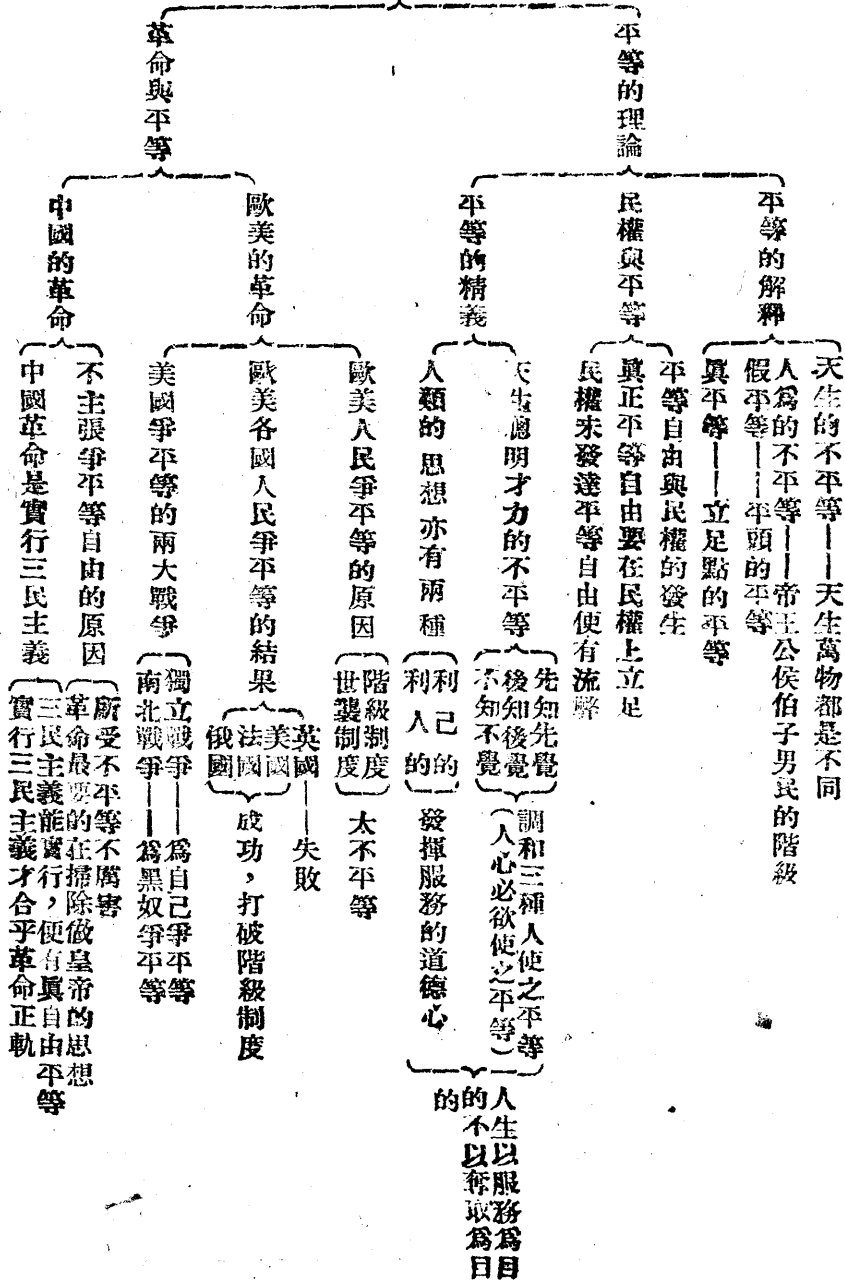 平等的理論
平等的解釋
天生的不平等——天生萬物都是不同
人爲的不平等——帝王公侯伯子男民的階級
假平等——平頭的平等
眞平等——立足點的平等
民權與平等
平等自由與民權的發生
眞正平等自由要在民權上立足
民權未發達平等自由便有流弊
平等的精義
天生聰明才力的不平等
先知先覺
後知後覺
不知不覺
調和三種人使之平等
(人心必欲使之平等)
人類的思想亦有兩種
利己的
利人的
發揮服務的道德心
人生以服務爲目
的不以奪取爲目
的
革命與平等
歐美的革命
歐美人民爭平等的原因
階級制度
世襲制度
太不平等
歐美各國人民爭平等的結果
英國——失敗
美國
法國
俄國
成功,打破階級制度
美國爭平等的兩大戰爭
獨立戰爭——爲自己爭平等
南北戰爭——爲黑奴爭平等
中國的革命
不主張爭平等自由的原因
所受不平等不厲害
革命最要的在掃除做皇帝的思想
中國革命是實行三民主義
三民主義能實行,便有眞自由平等
實行三民主義才合乎革命正軌